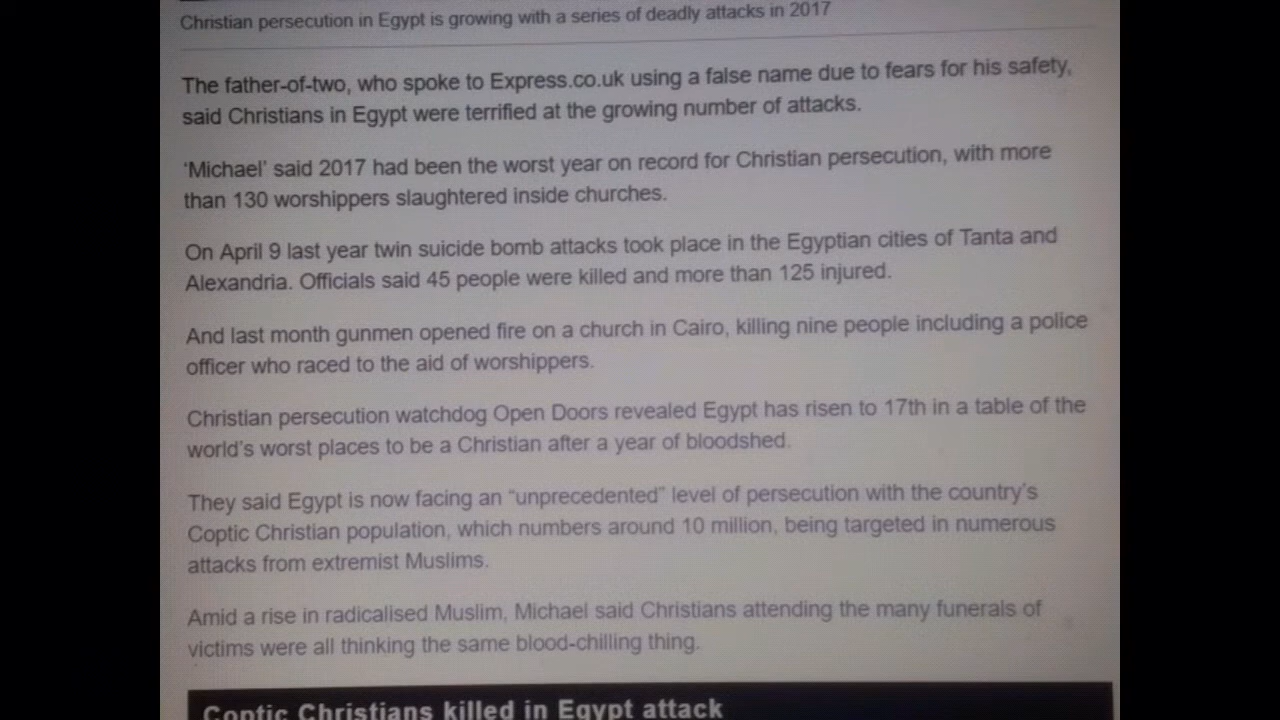 Christian persecution in Egypt is growing with a series of deadly attacks in 2017
The father-of-two, who spoke to Express.co.uk using a false name due to fears for his safety,
said Christians in Egypt were terrified at the growing number of attacks.
‘Michael’ said 2017 had been the worst year on record for Christian persecution, with more
than 130 worshippers slaughtered inside churches.
On April 9 last year twin suicide bomb attacks took place in the Egyptian cities of Tanta and
Alexandria. Officials said 45 people were killed and more than 125 injured.
And last month gunmen opened fire on a church in Cairo, killing nine people including a police
officer who raced to the aid of worshippers.
Christian persecution watchdog Open Doors revealed Egypt has risen to 17th in a table of the
world’s worst places to be a Christian after a year of bloodshed.
They said Egypt is now facing an “unprecedented” level of persecution with the country’s
Coptic Christian population, which numbers around 10 million, being targeted in numerous
attacks from extremist Muslims.
Amid a rise in radicalised Muslim, Michael said Christians attending the many funerals of
victims were all thinking the same blood-chilling thing.
Coptic Christians killed in Egypt attack